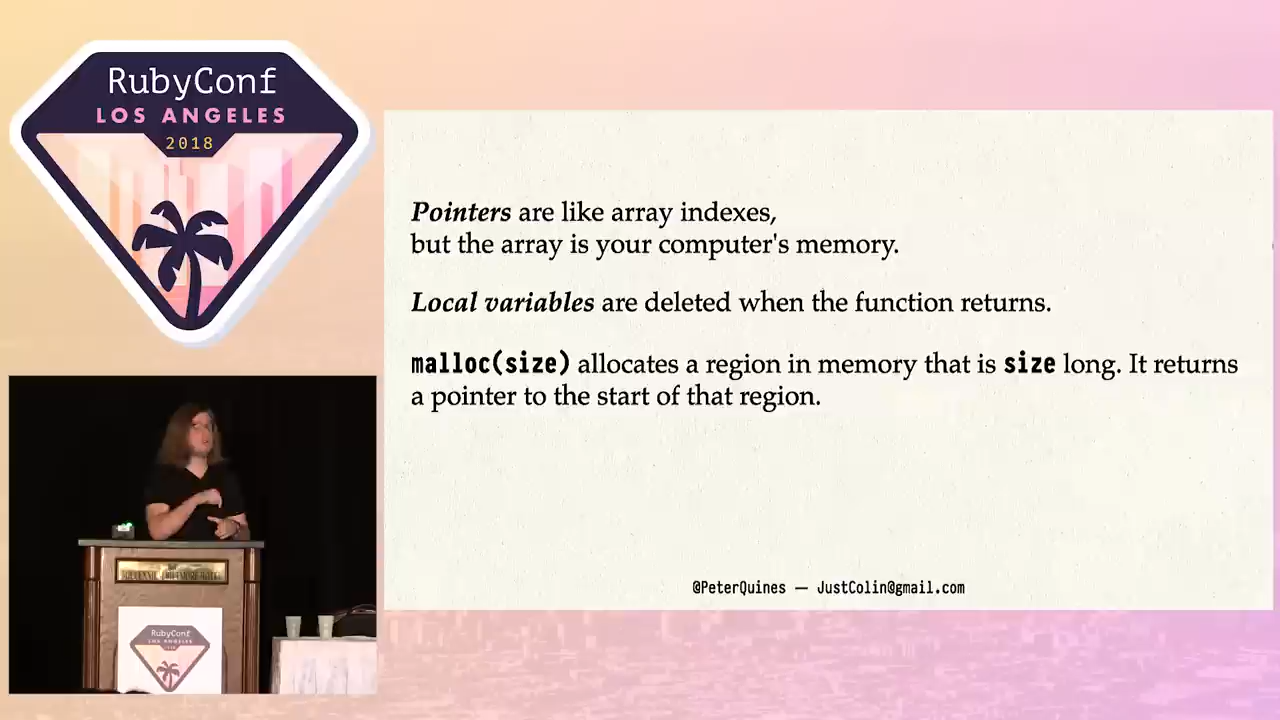 RubyConf
LOS ANGELES
2018
Pointers are like array indexes,
but the array is your computer's memory.
Local variables are deleted when the function returns.
malloc(size) allocates a region in memory that is size long. It returns
a pointer to the start of that region.
@PeterQuines — JustColin@gmail.com
RubyConf
LOS ANGELES